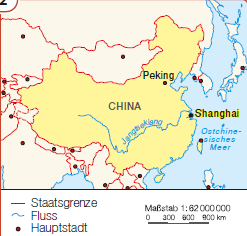 2
Peking
CHINA
Shanghai
Jangtsekiang
Ostchine-
sisches
Meer
Staatsgrenze
Fluss
Hauptstadt
Maßstab 1: 62 000 000
0 300 600 900 km